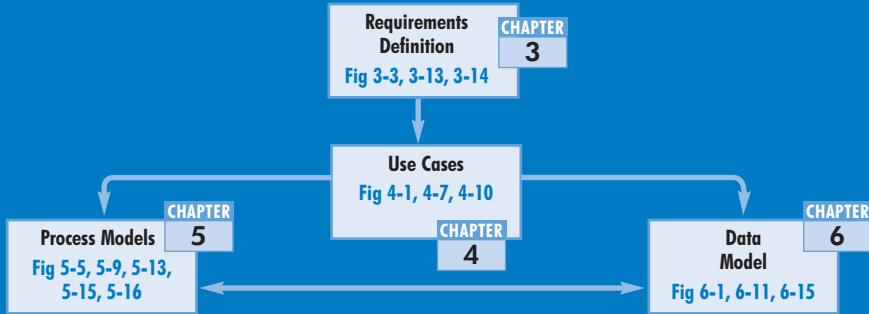 Requirements
Definition
Fig 3-3, 3-13, 3-14
CHAPTER
3
Use Cases
Fig 4-1, 4-7, 4-10
CHAPTER
4
Process Models
Fig 5-5, 5-9, 5-13,
5-15, 5-16
CHAPTER
5
Data
Model
Fig 6-1, 6-11, 6-15
CHAPTER
6